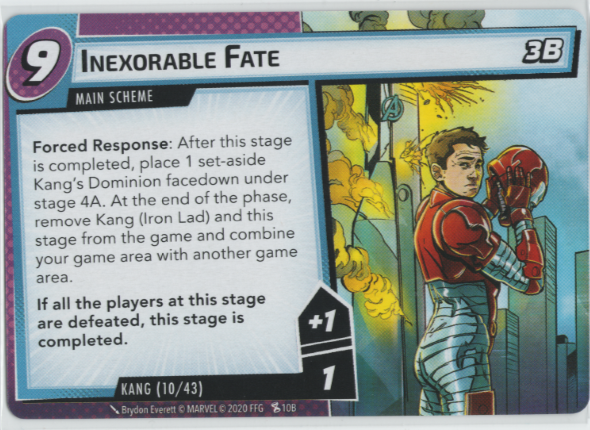 9
INEXORABLE FATE
3B
MAIN SCHEME
Forced Response: After this stage
is completed, place 1 set-aside
Kang's Dominion facedown under
stage 4A. At the end of the phase,
remove Kang (Iron Lad) and this
stage from the game and combine
your game area with another game
area.
If all the players at this stage
are defeated, this stage is
completed.
+1
1
KANG (10/43)
Brydon Everett © MARVEL © 2020 FFG 10B